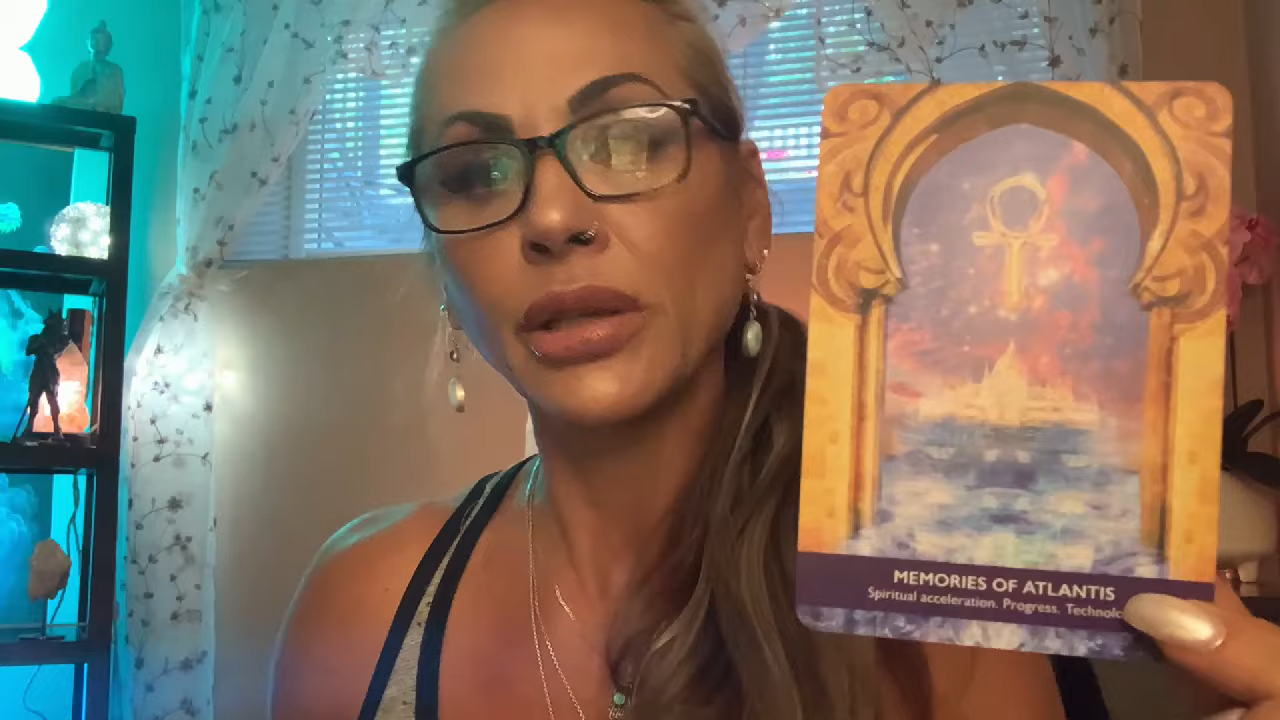 MEMORIES OF ATLANTIS
Spiritual acceleration. Progress.